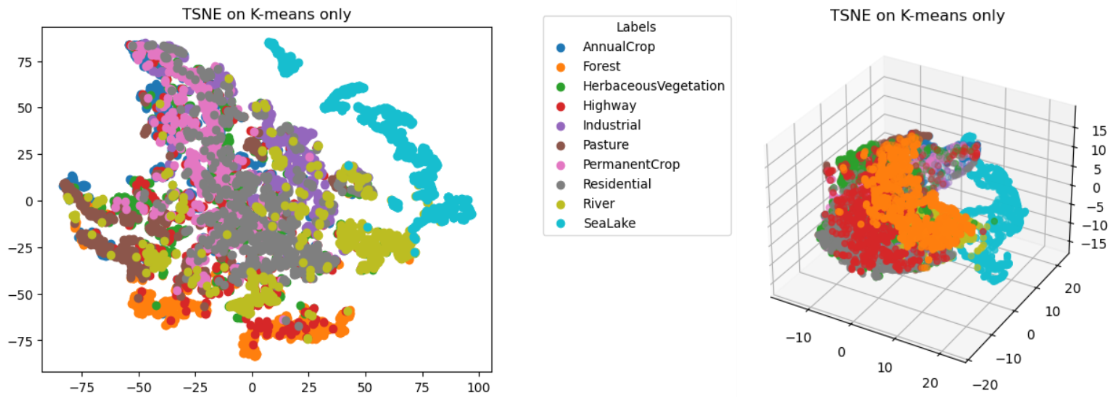 TSNE on K-means only
75
50
25
0
−25
−50
−75
−75
−50
−25
0
25
50
75
100
Labels
AnnualCrop
Forest
HerbaceousVegetation
Highway
Industrial
Pasture
PermanentCrop
Residential
River
SeaLake
TSNE on K-means only
15
10
5
0
−5
−10
−15
−10
0
10
20
−20
−10
0
10
20